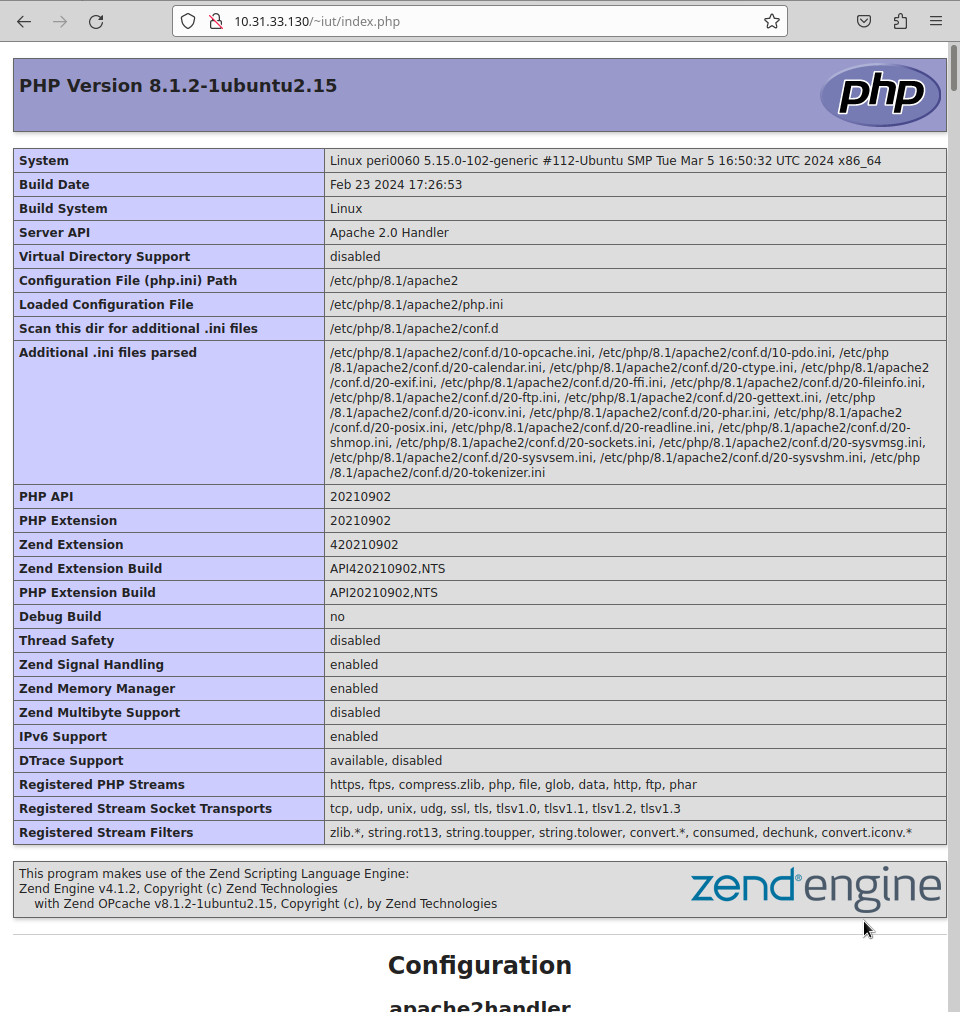 10.31.33.130/~iut/index.php
PHP Version 8.1.2-1ubuntu2.15
php
System Linux peri0060 5.15.0-102-generic #112-Ubuntu SMP Tue Mar 5 16:50:32 UTC 2024 x86_64
Build Date Feb 23 2024 17:26:53
Build System Linux
Server API Apache 2.0 Handler
Virtual Directory Support disabled
Configuration File (php.ini) Path /etc/php/8.1/apache2
Loaded Configuration File /etc/php/8.1/apache2/php.ini
Scan this dir for additional .ini files /etc/php/8.1/apache2/conf.d
Additional .ini files parsed /etc/php/8.1/apache2/conf.d/10-opcache.ini, /etc/php/8.1/apache2/conf.d/10-pdo.ini, /etc/php
/8.1/apache2/conf.d/20-calendar.ini, /etc/php/8.1/apache2/conf.d/20-ctype.ini, /etc/php/8.1/apache2
/conf.d/20-exif.ini, /etc/php/8.1/apache2/conf.d/20-ffi.ini, /etc/php/8.1/apache2/conf.d/20-fileinfo.ini,
/etc/php/8.1/apache2/conf.d/20-ftp.ini, /etc/php/8.1/apache2/conf.d/20-gettext.ini, /etc/php
/8.1/apache2/conf.d/20-iconv.ini, /etc/php/8.1/apache2/conf.d/20-phar.ini, /etc/php/8.1/apache2
/conf.d/20-posix.ini, /etc/php/8.1/apache2/conf.d/20-readline.ini, /etc/php/8.1/apache2/conf.d/20-
shmop.ini, /etc/php/8.1/apache2/conf.d/20-sockets.ini, /etc/php/8.1/apache2/conf.d/20-sysvmsg.ini,
/etc/php/8.1/apache2/conf.d/20-sysvsem.ini, /etc/php/8.1/apache2/conf.d/20-sysvshm.ini, /etc/php
/8.1/apache2/conf.d/20-tokenizer.ini
PHP API 20210902
PHP Extension 20210902
Zend Extension 420210902
Zend Extension Build API420210902,NTS
PHP Extension Build API20210902,NTS
Debug Build no
Thread Safety disabled
Zend Signal Handling enabled
Zend Memory Manager enabled
Zend Multibyte Support disabled
IPv6 Support enabled
DTrace Support available, disabled
Registered PHP Streams https, ftps, compress.zlib, php, file, glob, data, http, ftp, phar
Registered Stream Socket Transports tcp, udp, unix, udg, ssl, tls, tlsv1.0, tlsv1.1, tlsv1.2, tlsv1.3
Registered Stream Filters zlib.*, string.rot13, string.toupper, string.tolower, convert.*, consumed, dechunk, convert.iconv.*
This program makes use of the Zend Scripting Language Engine:
Zend Engine v4.1.2, Copyright (c) Zend Technologies
with Zend OPcache v8.1.2-1ubuntu2.15, Copyright (c), by Zend Technologies
zend® engine
Configuration
apache2handler